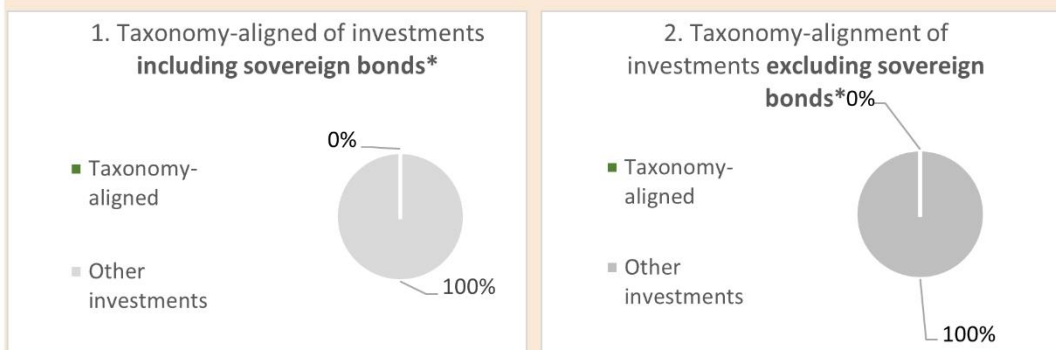 1. Taxonomy-aligned of investments
including sovereign bonds*
0%
Taxonomy-
aligned
Other
investments
100%
2. Taxonomy-alignment of
investments excluding sovereign
bonds*0%
Taxonomy-
aligned
Other
investments
100%